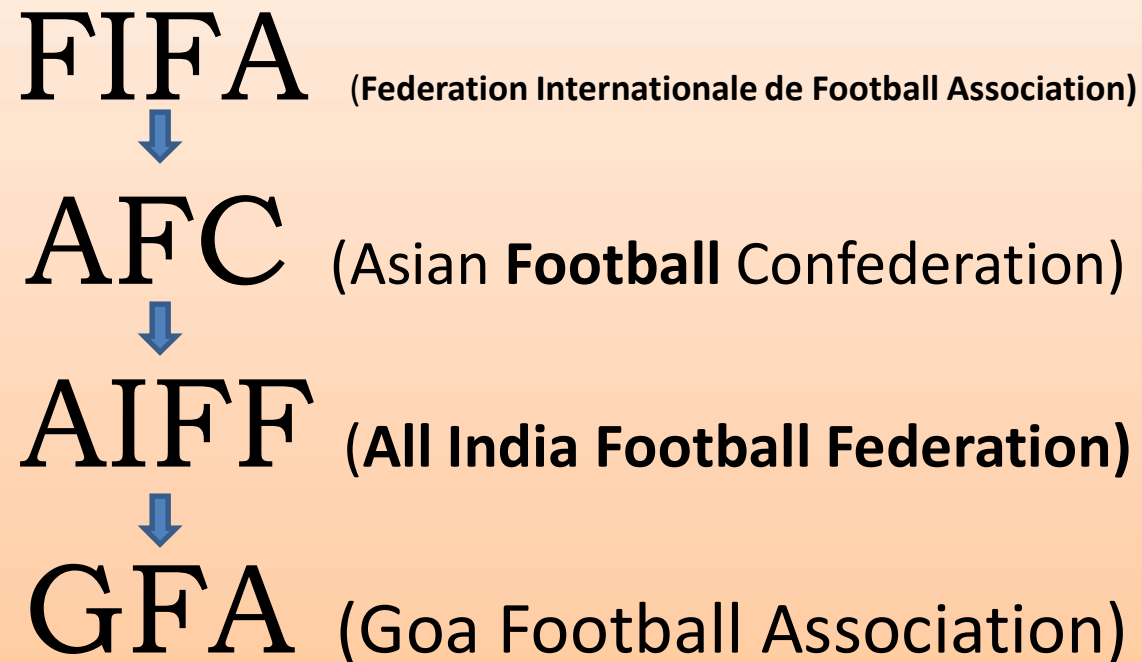 FIFA (Federation Internationale de Football Association)
AFC (Asian Football Confederation)
AIFF (All India Football Federation)
GFA (Goa Football Association)